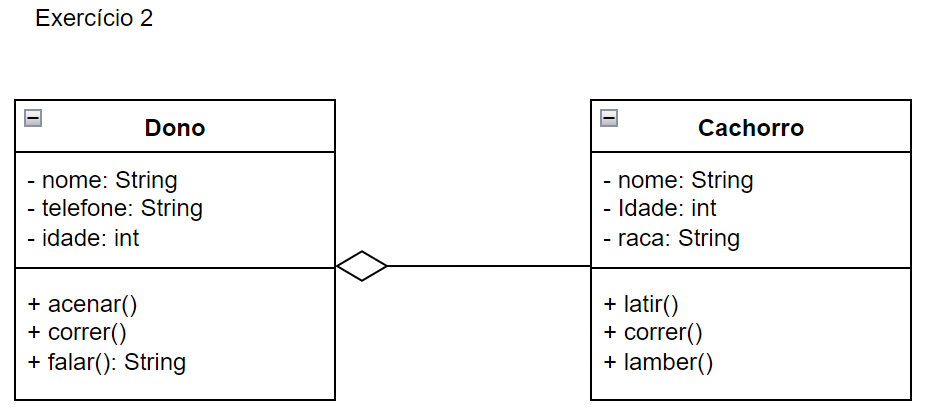 Exercício 2
Dono
- nome: String
- telefone: String
- idade: int
+ acenar()
+ correr()
+ falar(): String
Cachorro
- nome: String
- Idade: int
- raca: String
+ latir()
+ correr()
+ lamber()